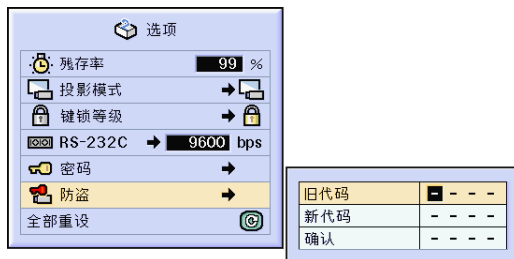 选项
残存率 99 %
投影模式
键锁等级
RS-232C 9600 bps
密码
防盗
全部重设
旧代码 - - - -
新代码 - - - -
确认 - - - -